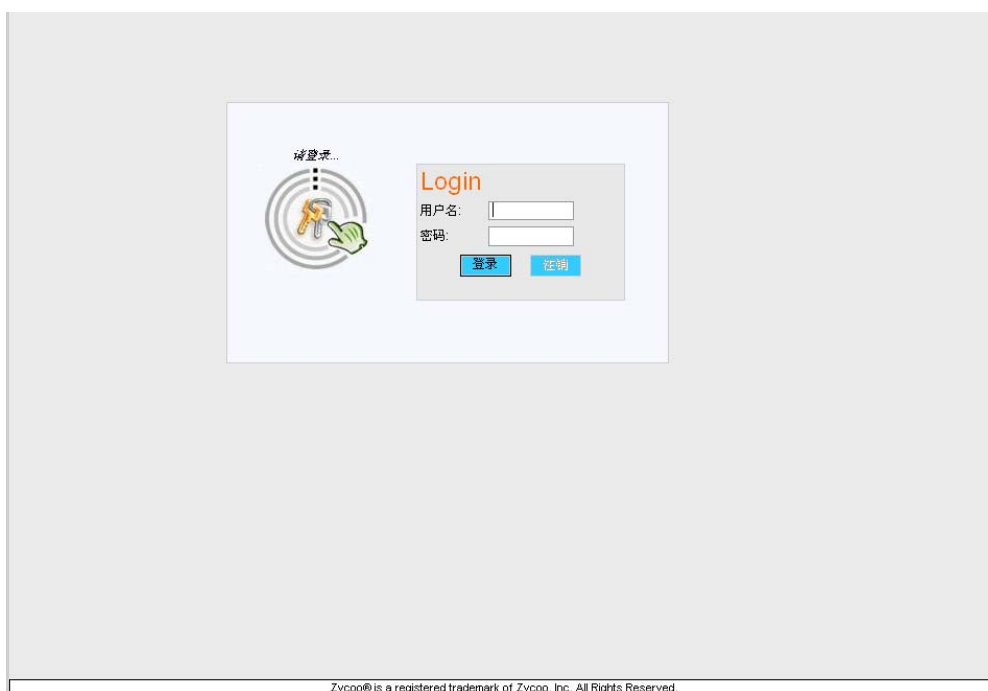 请登录...
Login
用户名:
密码:
登录 注销
Zycoo® is a registered trademark of Zycoo, Inc. All Rights Reserved.